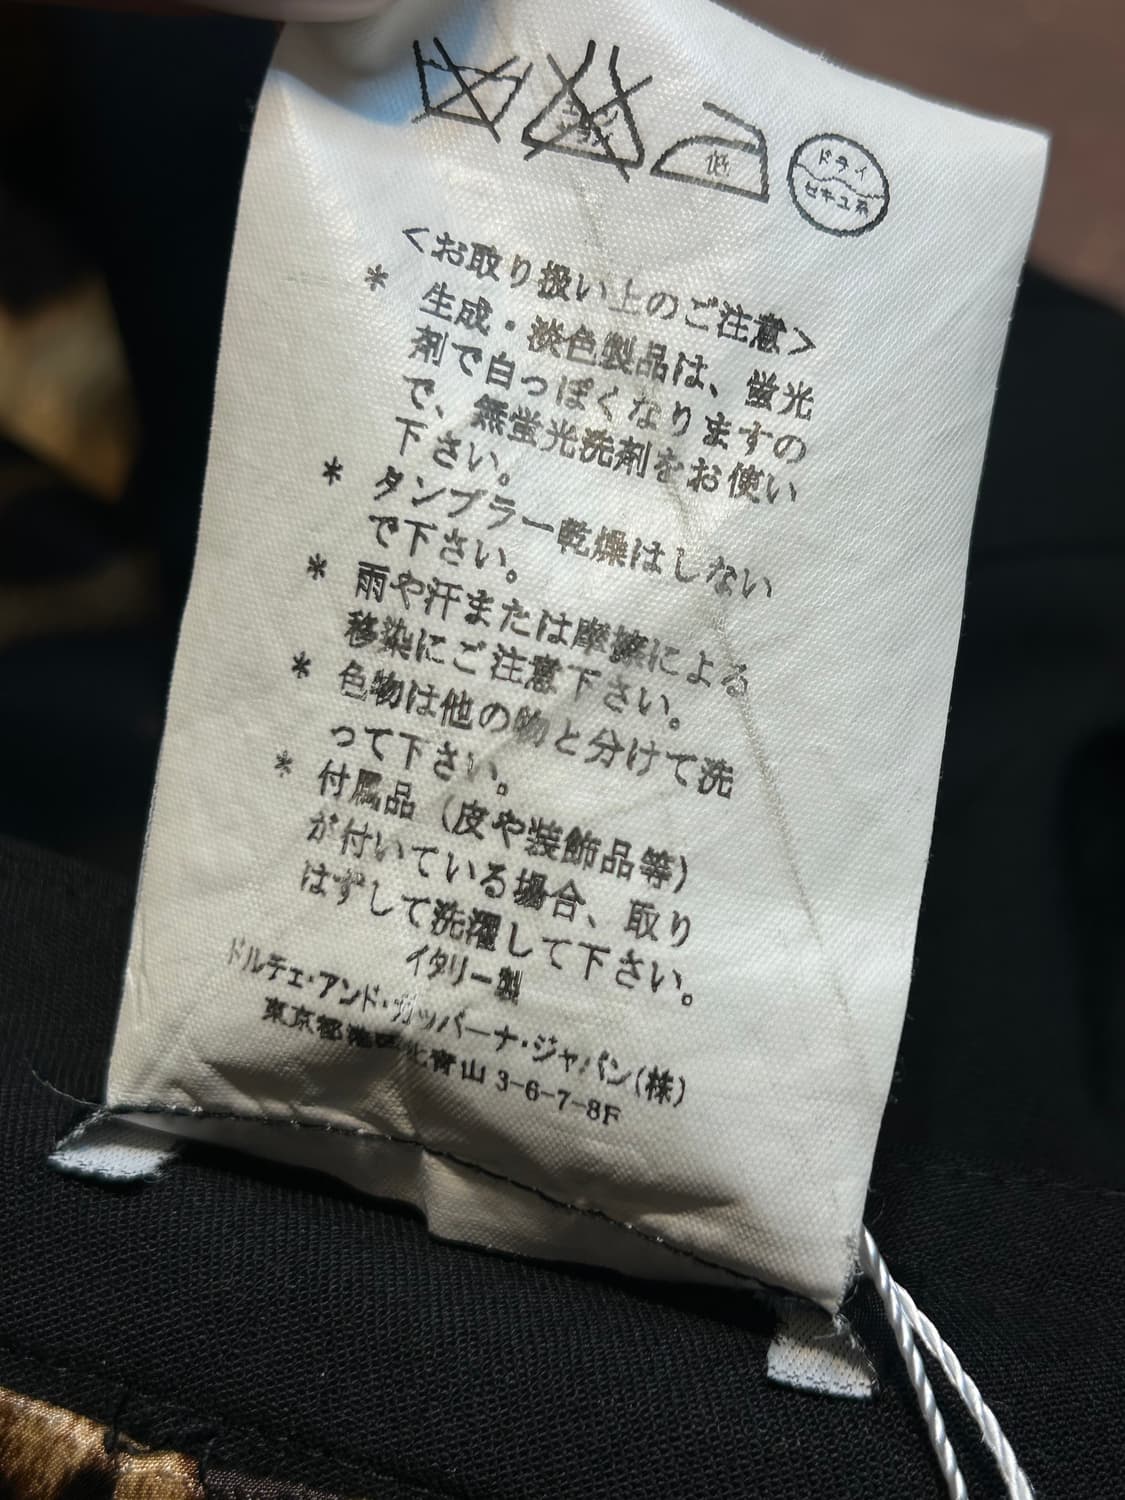 エンソ
サラシ
低
ドライ
セキユ系
<お取り扱い上のご注意>
* 生成・淡色製品は、蛍光
剤で白っぽくなりますの
で、無蛍光洗剤をお使い
下さい。
* タンブラー乾燥はしない
で下さい。
* 雨や汗または摩擦による
移染にご注意下さい。
* 色物は他の物と分けて洗
って下さい。
* 付属品(皮や装飾品等)
が付いている場合、取り
はずして洗濯して下さい。
イタリー製
ドルチェ・アンド・ガッバーナ・ジャパン(株)
東京都港区北青山 3-6-7-8F